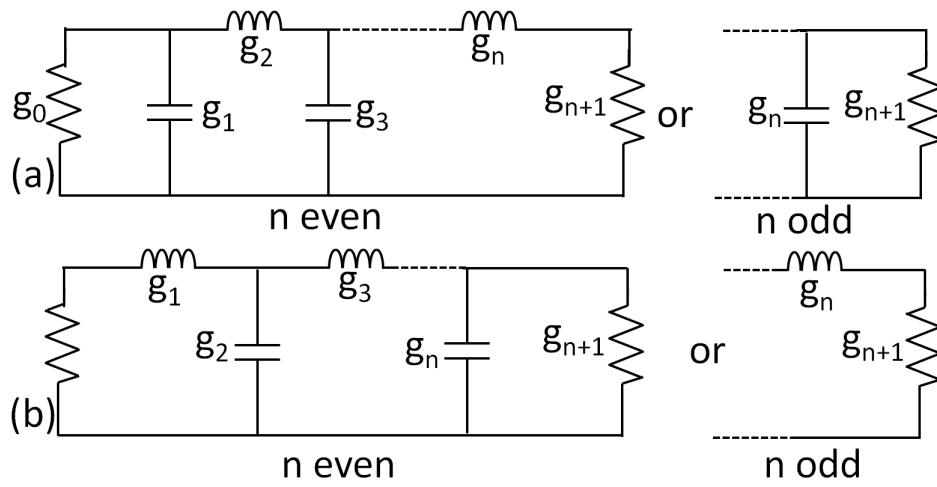 g2 gn
g0 g1 g3 gn+1 or gn gn+1
(a)
n even n odd
g1 g3 gn
g2 gn gn+1 or gn+1
(b)
n even n odd